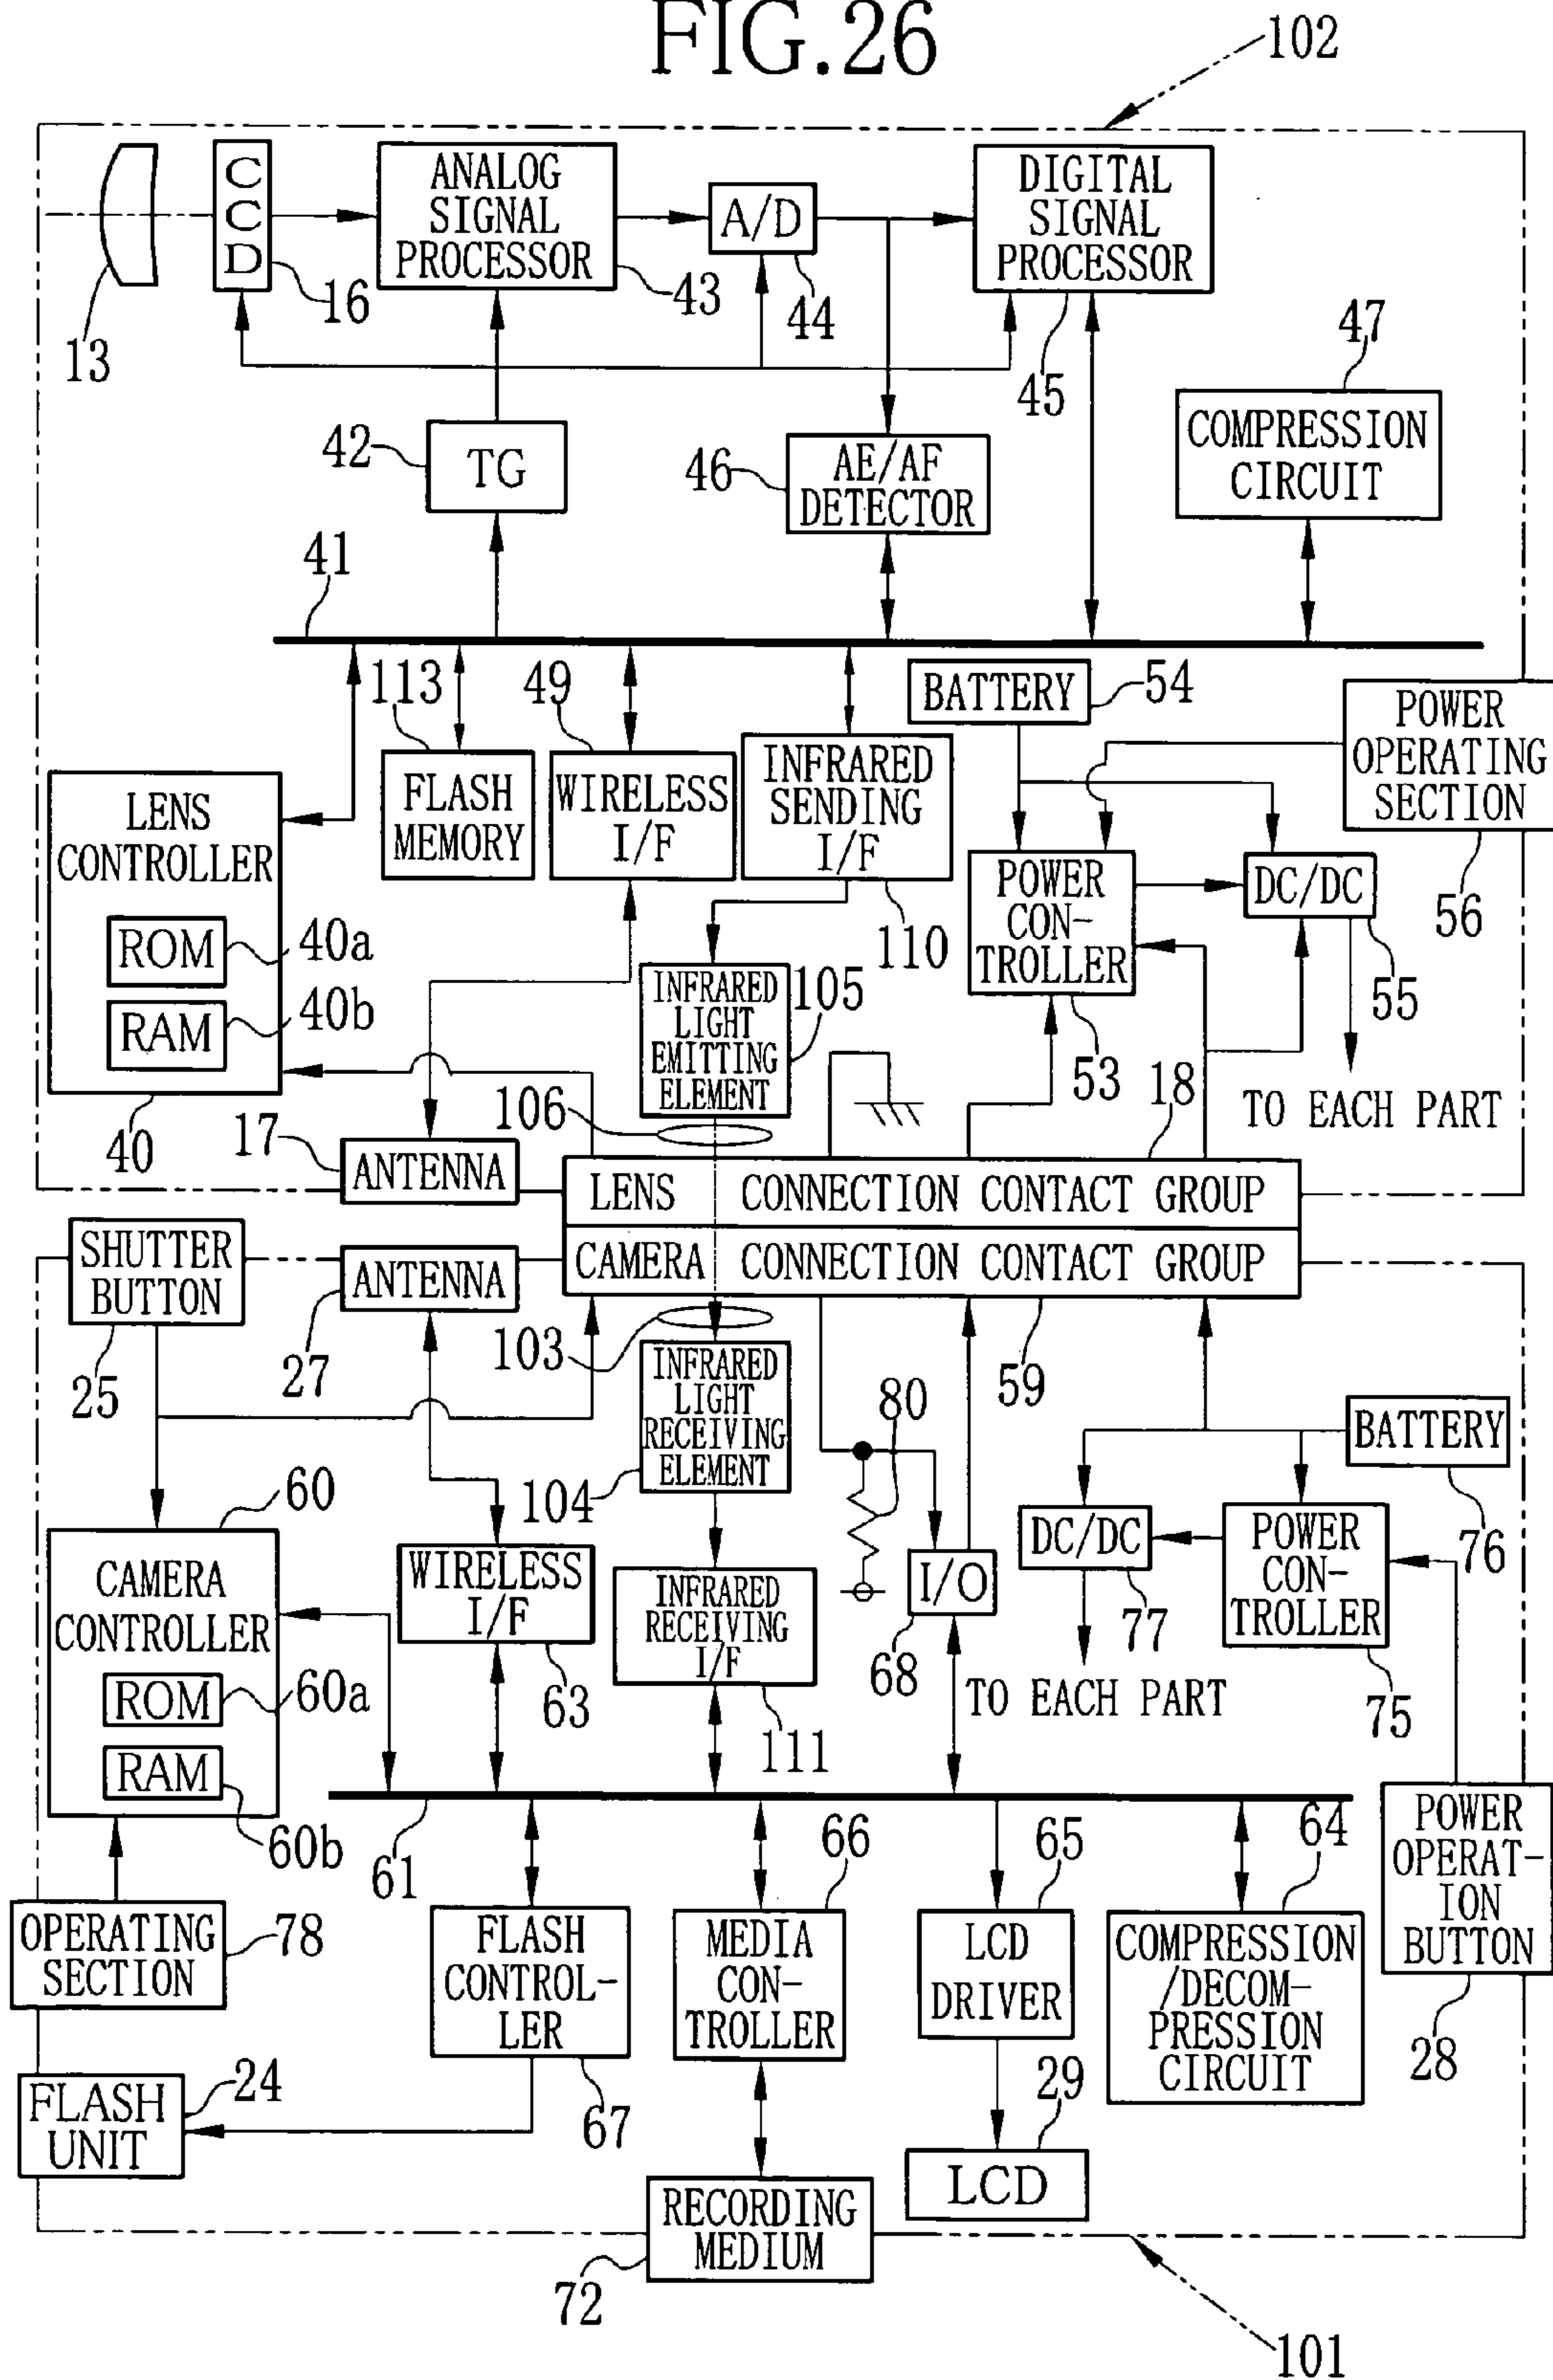 FIG.26
102
CCD
ANALOG
SIGNAL
PROCESSOR
A/D
DIGITAL
SIGNAL
PROCESSOR
13
16
43
44
45
47
COMPRESSION
CIRCUIT
42
TG
46
AE/AF
DETECTOR
41
113
49
BATTERY
54
POWER
OPERATING
SECTION
56
LENS
CONTROLLER
ROM
40a
RAM
40b
40
FLASH
MEMORY
WIRELESS
I/F
INFRARED
SENDING
I/F
110
POWER
CON-
TROLLER
53
DC/DC
55
INFRARED
LIGHT
EMITTING
ELEMENT
105
106
18
TO EACH PART
17
ANTENNA
LENS CONNECTION CONTACT GROUP
CAMERA CONNECTION CONTACT GROUP
SHUTTER
BUTTON
25
ANTENNA
27
103
59
INFRARED
LIGHT
RECEIVING
ELEMENT
104
80
BATTERY
76
60
CAMERA
CONTROLLER
ROM
60a
RAM
60b
WIRELESS
I/F
63
INFRARED
RECEIVING
I/F
111
I/O
68
DC/DC
77
POWER
CON-
TROLLER
75
TO EACH PART
61
66
65
64
POWER
OPERAT-
ION
BUTTON
28
OPERATING
SECTION
78
FLASH
CONTROL-
LER
67
MEDIA
CON-
TROLLER
LCD
DRIVER
COMPRESSION
/DECOM-
PRESSION
CIRCUIT
FLASH
UNIT
24
29
LCD
RECORDING
MEDIUM
72
101